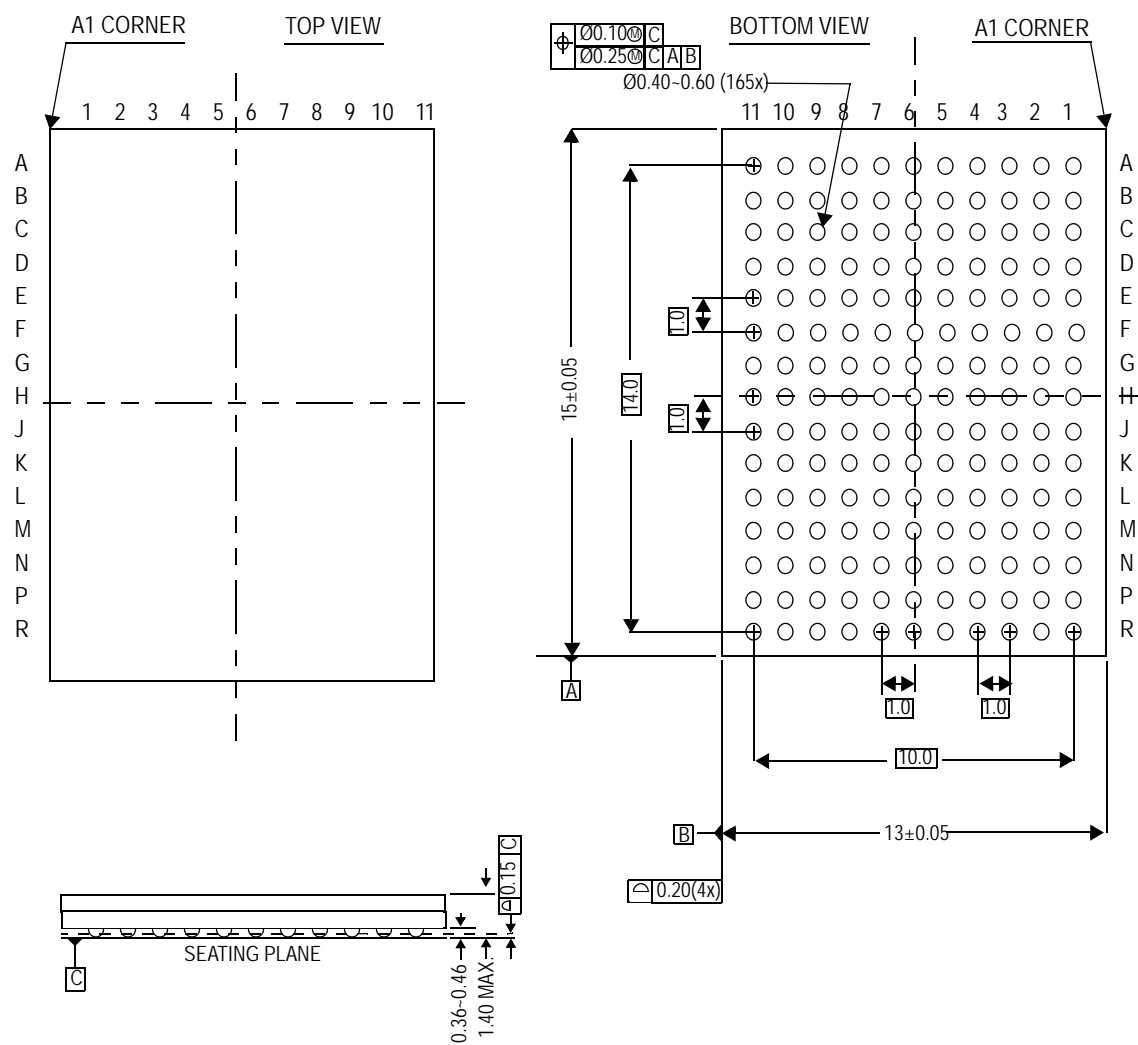 A1 CORNER
TOP VIEW
1 2 3 4 5 6 7 8 9 10 11
A
B
C
D
E
F
G
H
J
K
L
M
N
P
R
Ø0.10Ⓜ C
Ø0.25Ⓜ C A B
BOTTOM VIEW
A1 CORNER
Ø0.40~0.60 (165x)
11 10 9 8 7 6 5 4 3 2 1
A
B
C
D
E
F
G
H
J
K
L
M
N
P
R
1.0
1.0
15±0.05
14.0
A
1.0
1.0
10.0
B
13±0.05
0.20(4x)
0.15 C
SEATING PLANE
C
0.36~0.46
1.40 MAX.